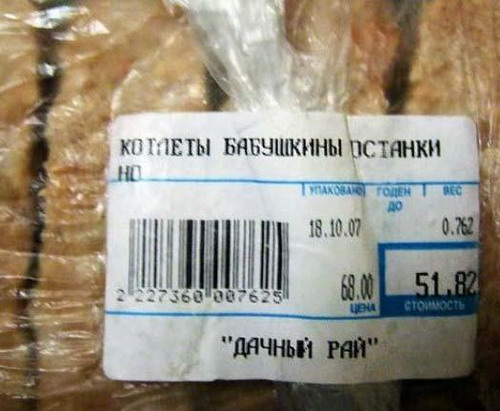 КОТЛЕТЫ БАБУШКИНЫ ОСТАНКИ
НО
УПАКОВАНО ГОДЕН ДО ВЕС
18.10.07 0.762
68.00 51.82
ЦЕНА СТОИМОСТЬ
2 227360 007625
"ДАЧНЫЙ РАЙ"